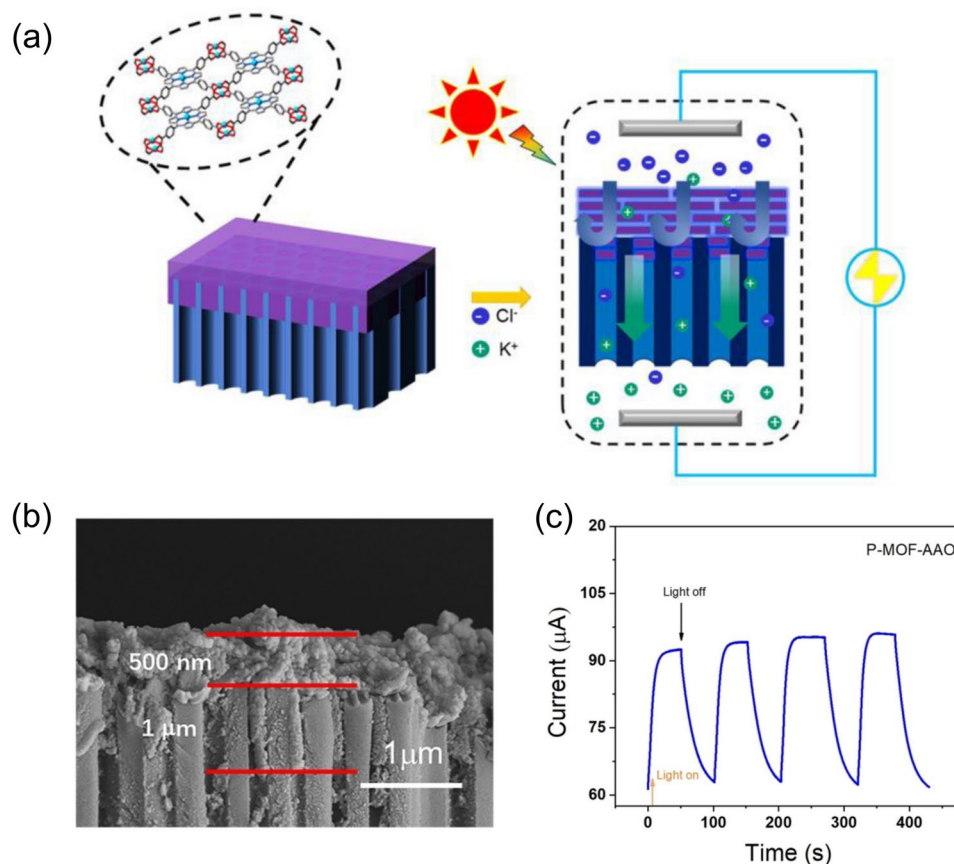 (a)
Cl-
K+
(b)
500 nm
1 μm
1μm
(c)
20
P-MOF-AAO
105
Light off
90
75
Light on
60
Current (μA)
0 100 200 300 400
Time (s)